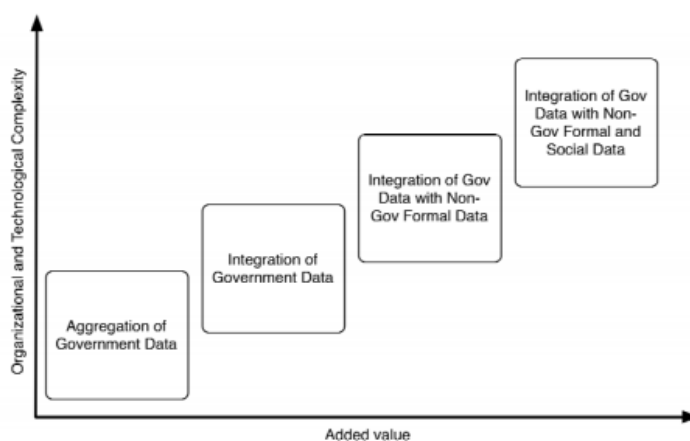 Organizational and Technological Complexity
Integration of Gov
Data with Non-
Gov Formal and
Social Data
Integration of Gov
Data with Non-
Gov Formal Data
Integration of
Government Data
Aggregation of
Government Data
Added value